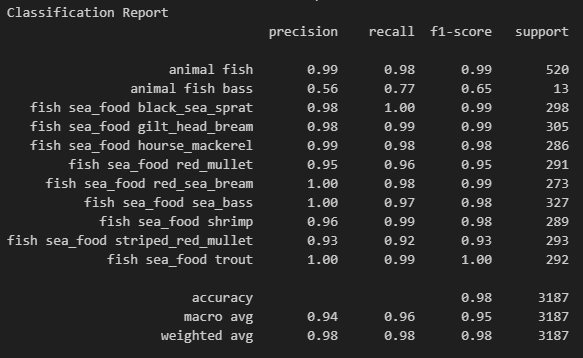 Classification Report
precision recall f1-score support
animal fish 0.99 0.98 0.99 520
animal fish bass 0.56 0.77 0.65 13
fish sea_food black_sea_sprat 0.98 1.00 0.99 298
fish sea_food gilt_head_bream 0.98 0.99 0.99 305
fish sea_food hourse_mackerel 0.99 0.98 0.98 286
fish sea_food red_mullet 0.95 0.96 0.95 291
fish sea_food red_sea_bream 1.00 0.98 0.99 273
fish sea_food sea_bass 1.00 0.97 0.98 327
fish sea_food shrimp 0.96 0.99 0.98 289
fish sea_food striped_red_mullet 0.93 0.92 0.93 293
fish sea_food trout 1.00 0.99 1.00 292
accuracy 0.98 3187
macro avg 0.94 0.96 0.95 3187
weighted avg 0.98 0.98 0.98 3187